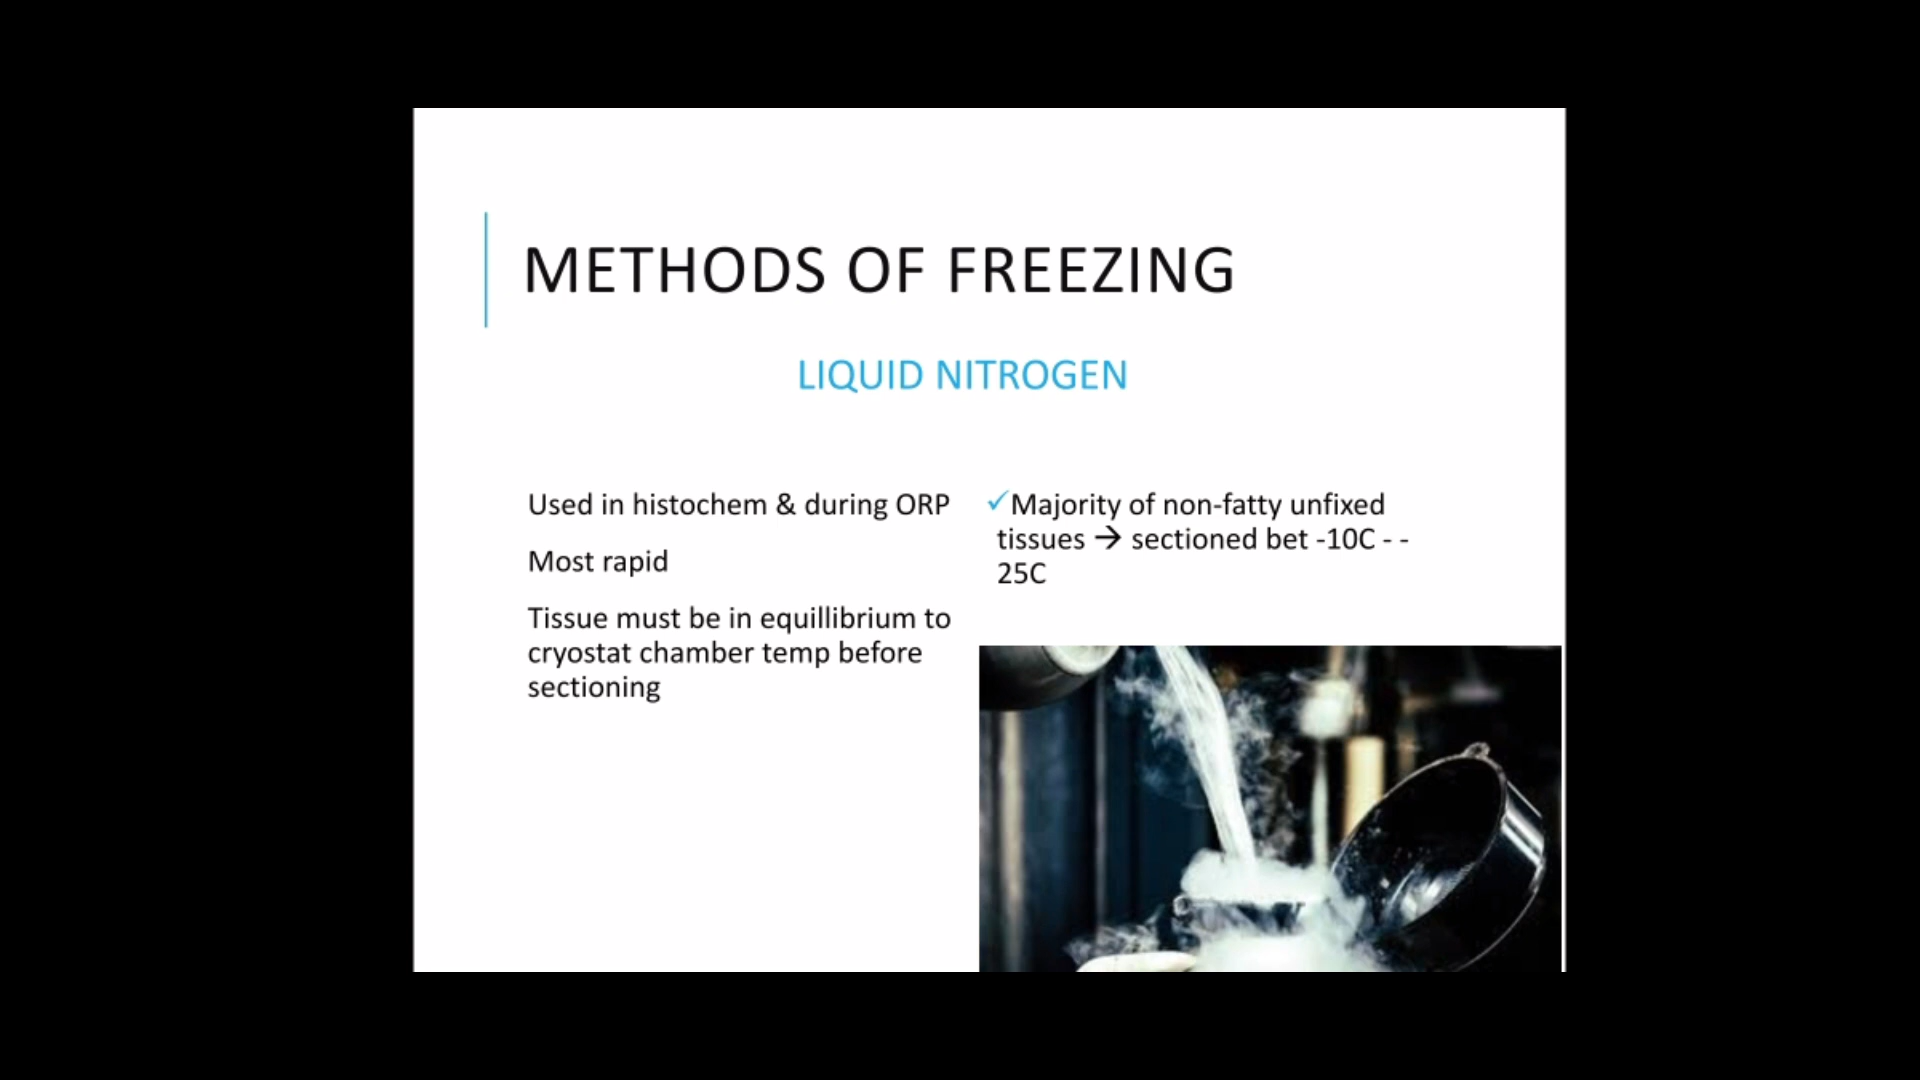 METHODS OF FREEZING
LIQUID NITROGEN
Used in histochem & during ORP
Most rapid
Tissue must be in equillibrium to
cryostat chamber temp before
sectioning
✓Majority of non-fatty unfixed
tissues → sectioned bet -10C - -
25C